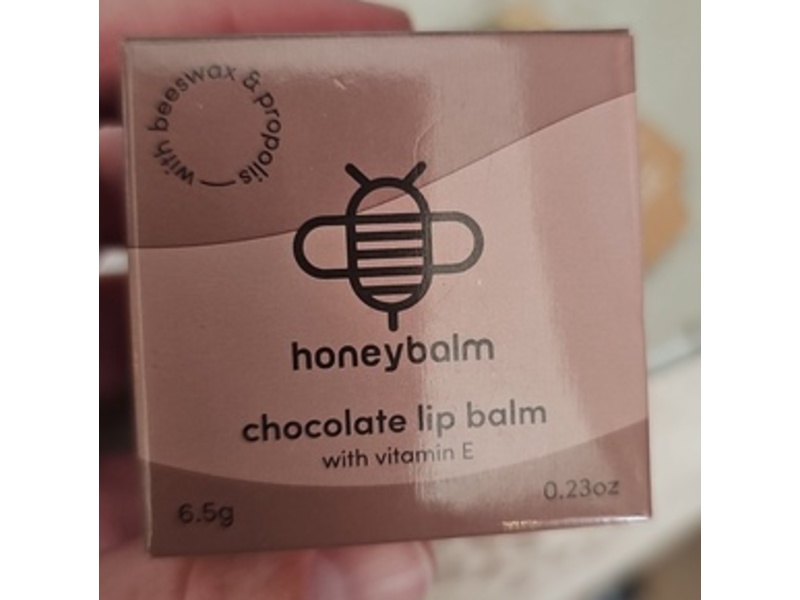 with beeswax & propolis
honeybalm
chocolate lip balm
with vitamin E
6.5g
0.23oz